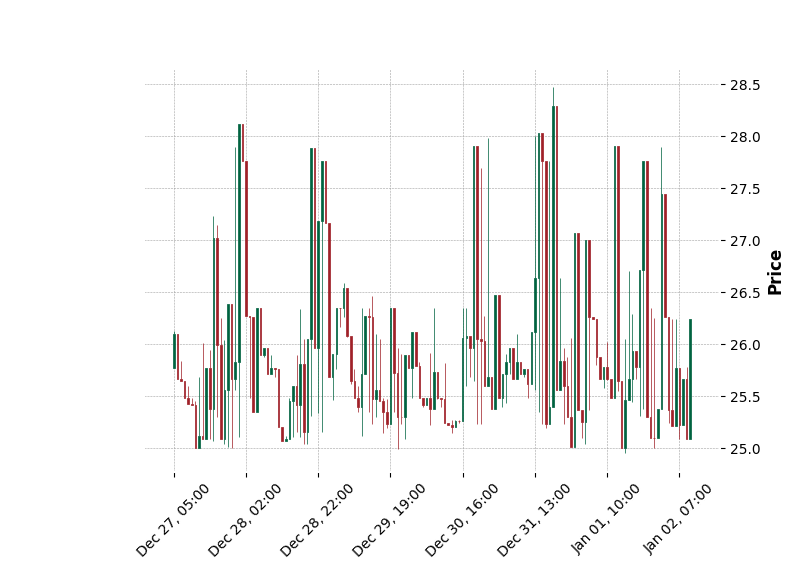 28.5
28.0
27.5
27.0
26.5
26.0
25.5
25.0
Price
Dec 27, 05:00
Dec 28, 02:00
Dec 28, 22:00
Dec 29, 19:00
Dec 30, 16:00
Dec 31, 13:00
Jan 01, 10:00
Jan 02, 07:00